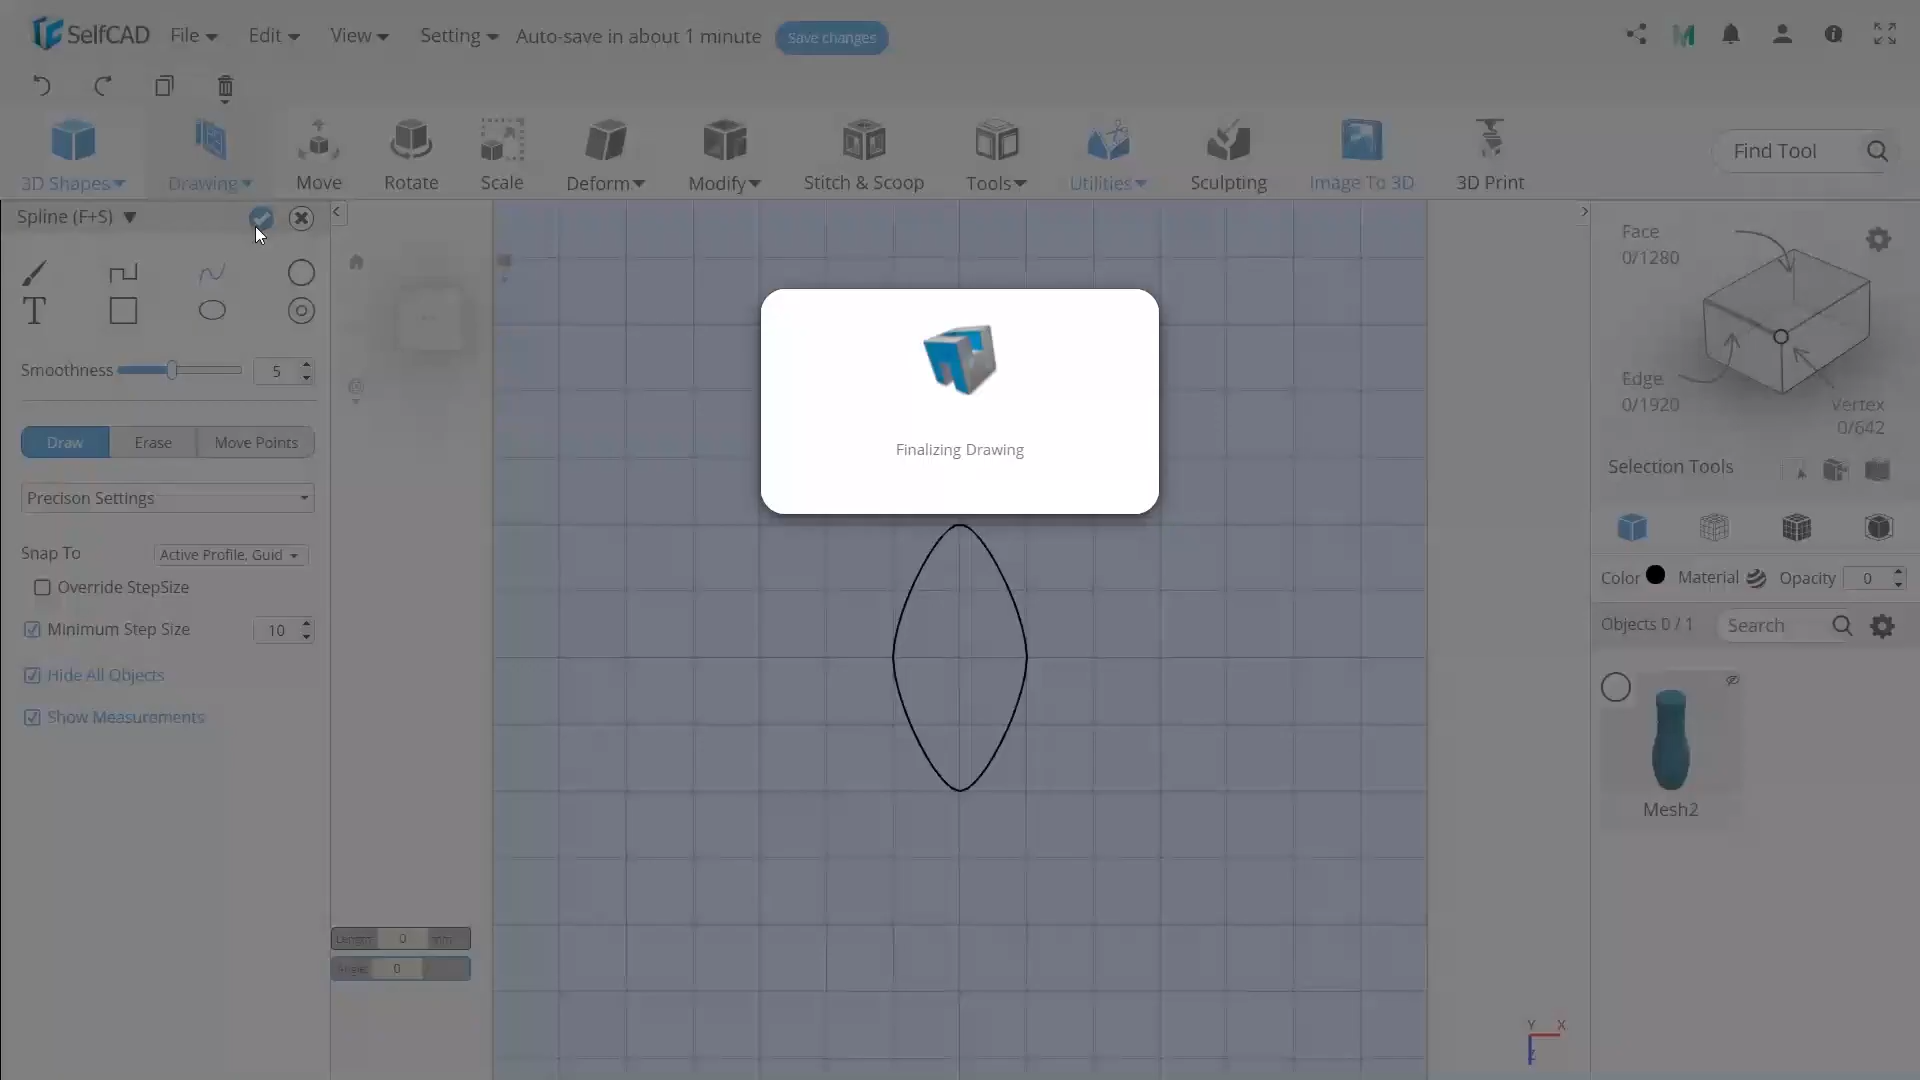 SelfCAD File Edit View Setting Auto-save in about 1 minute Save changes
3D Shapes Drawing Move Rotate Scale Deform Modify Stitch & Scoop Tools Utilities Sculpting Image To 3D 3D Print Find Tool
Spline (F+S)
T
Smoothness 5
Draw Erase Move Points
Precison Settings
Snap To Active Profile, Guid
Override StepSize
Minimum Step Size 10
Hide All Objects
Show Measurements
Length 0 mm
Angle 0
Finalizing Drawing
Face
0/1280
Edge
0/1920
Vertex
0/642
Selection Tools
Color Material Opacity 0
Objects 0 / 1 Search
Mesh2
Y X
Z